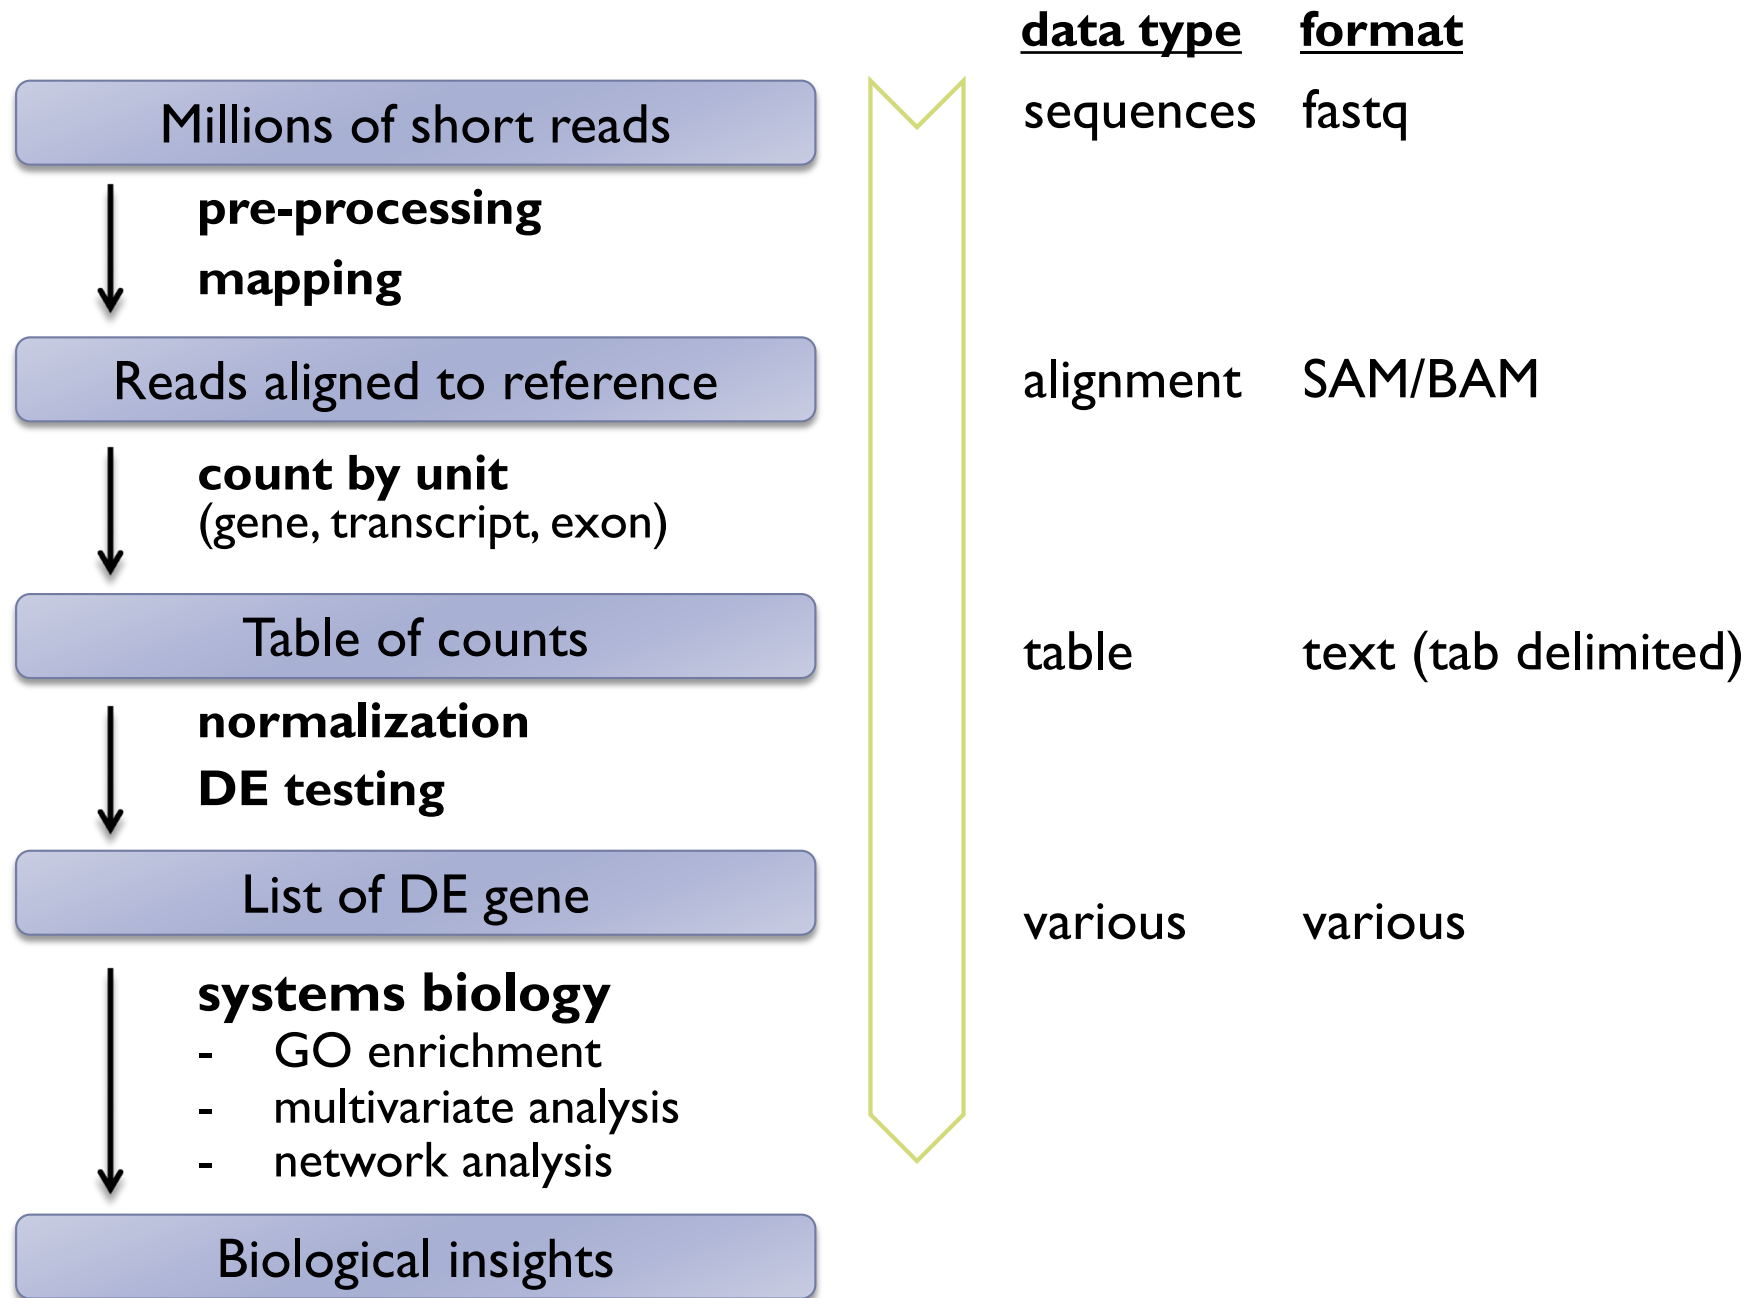 data type format
Millions of short reads
sequences fastq
pre-processing
mapping
Reads aligned to reference
alignment SAM/BAM
count by unit
(gene, transcript, exon)
Table of counts
table text (tab delimited)
normalization
DE testing
List of DE gene
various various
systems biology
- GO enrichment
- multivariate analysis
- network analysis
Biological insights